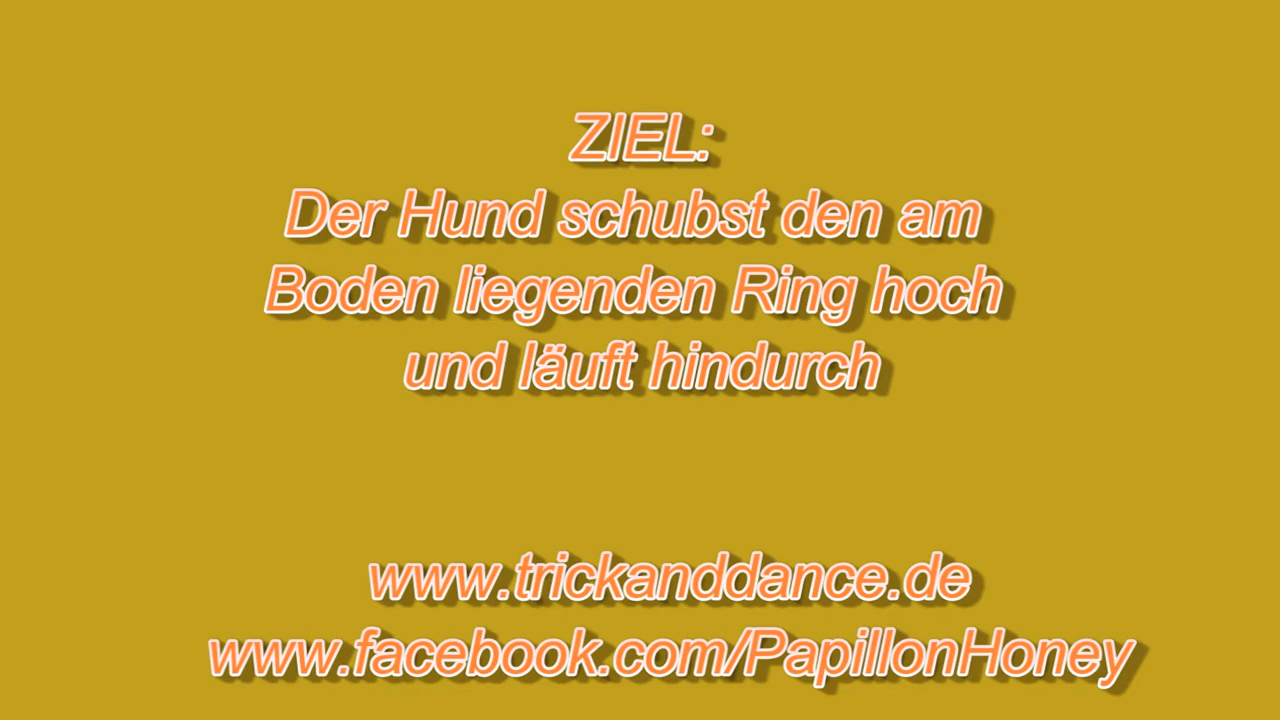 ZIEL:
Der Hund schubst den am
Boden liegenden Ring hoch
und läuft hindurch
www.trickanddance.de
www.facebook.com/PapillonHoney